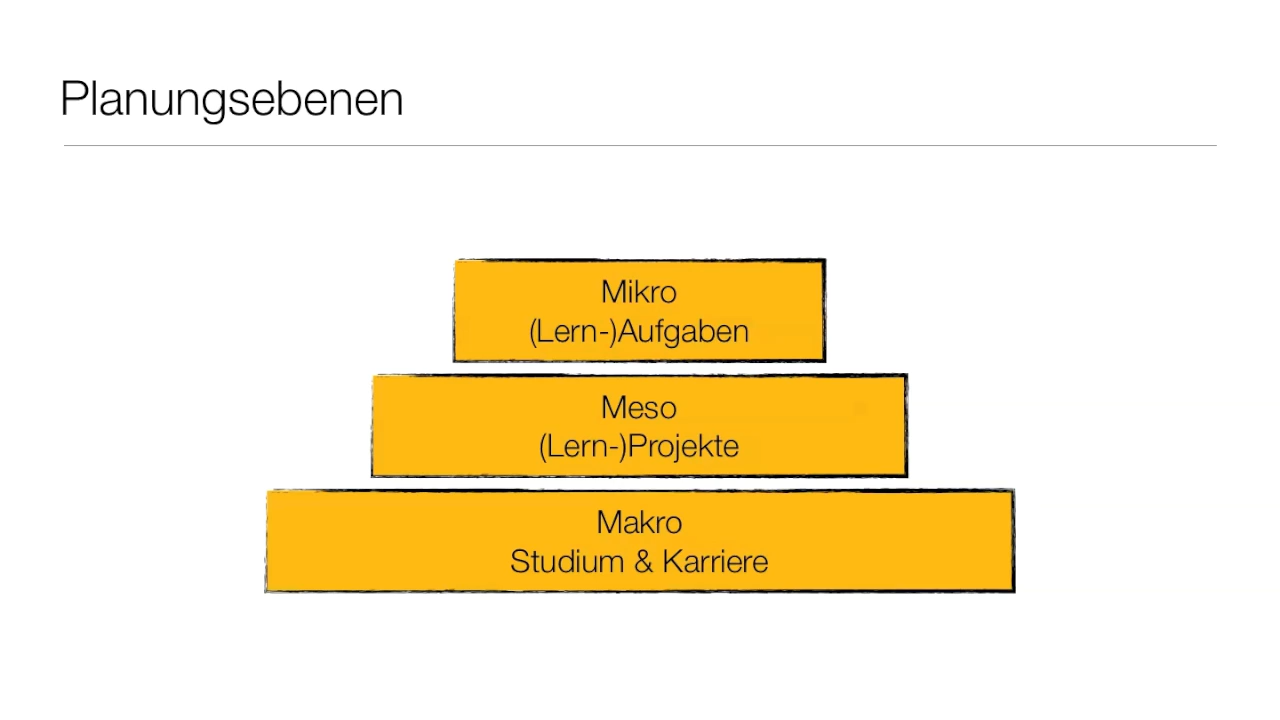 Planungsebenen
Mikro
(Lern-)Aufgaben
Meso
(Lern-)Projekte
Makro
Studium & Karriere